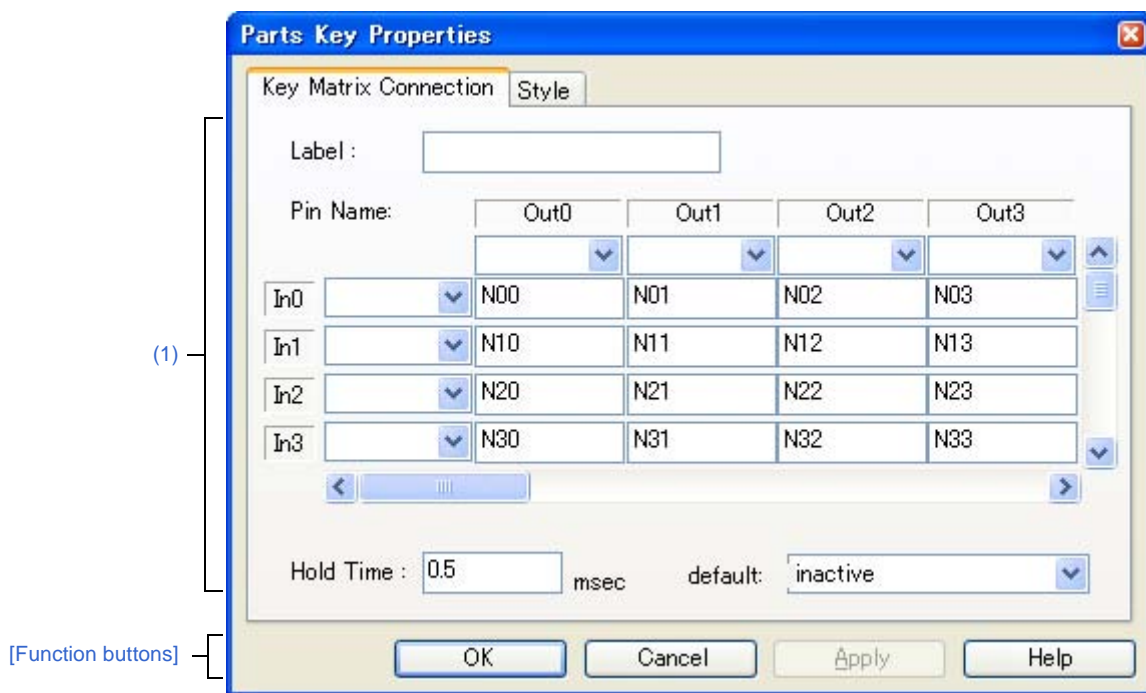 Parts Key Properties
Key Matrix Connection Style
Label :
Pin Name: Out0 Out1 Out2 Out3
In0 N00 N01 N02 N03
(1)
In1 N10 N11 N12 N13
In2 N20 N21 N22 N23
In3 N30 N31 N32 N33
Hold Time : 0.5 msec default: inactive
[Function buttons]
OK Cancel Apply Help